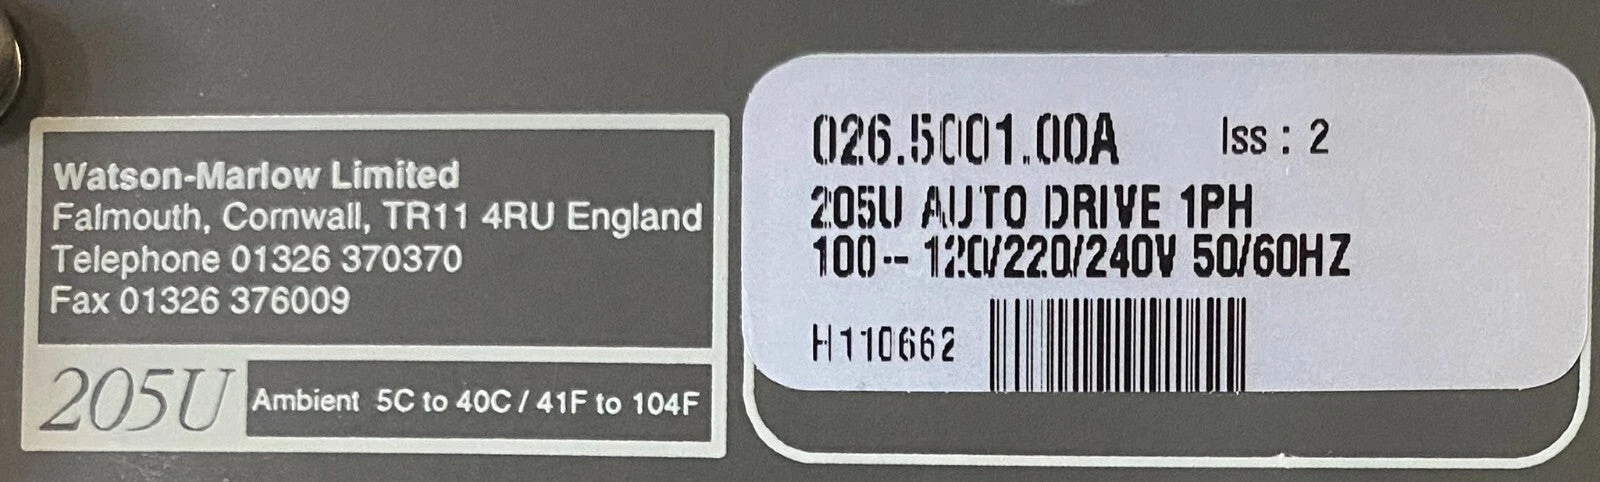 Watson-Marlow Limited
Falmouth, Cornwall, TR11 4RU England
Telephone 01326 370370
Fax 01326 376009
205U
Ambient 5C to 40C / 41F to 104F
026.5001.00A Iss : 2
205U AUTO DRIVE 1PH
100-- 120/220/240V 50/60HZ
H110662